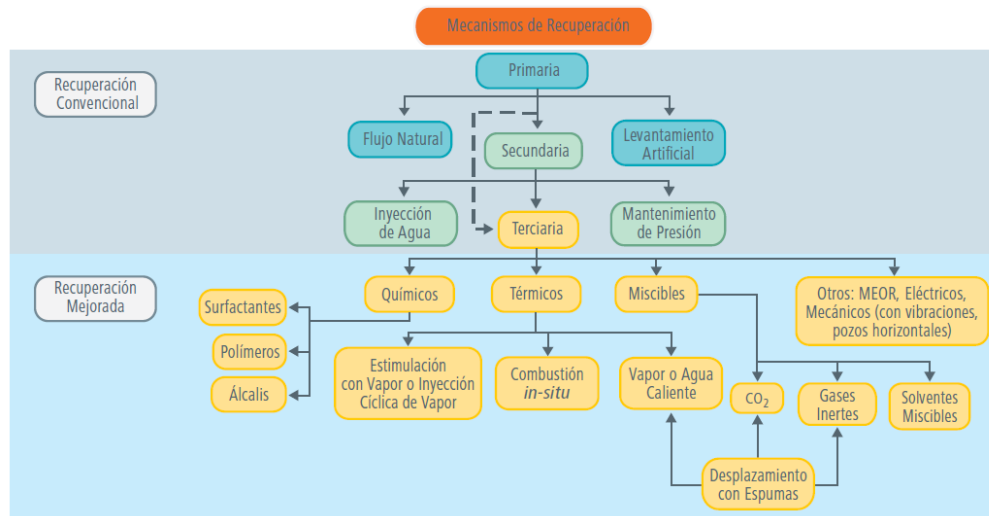 Mecanismos de Recuperación
Recuperación
Convencional
Primaria
Flujo Natural
Secundaria
Levantamiento
Artificial
Inyección
de Agua
Terciaria
Mantenimiento
de Presión
Recuperación
Mejorada
Químicos
Térmicos
Miscibles
Otros: MEOR, Eléctricos,
Mecánicos (con vibraciones,
pozos horizontales)
Surfactantes
Polímeros
Álcalis
Estimulación
con Vapor o Inyección
Cíclica de Vapor
Combustión
in-situ
Vapor o Agua
Caliente
CO₂
Gases
Inertes
Solventes
Miscibles
Desplazamiento
con Espumas